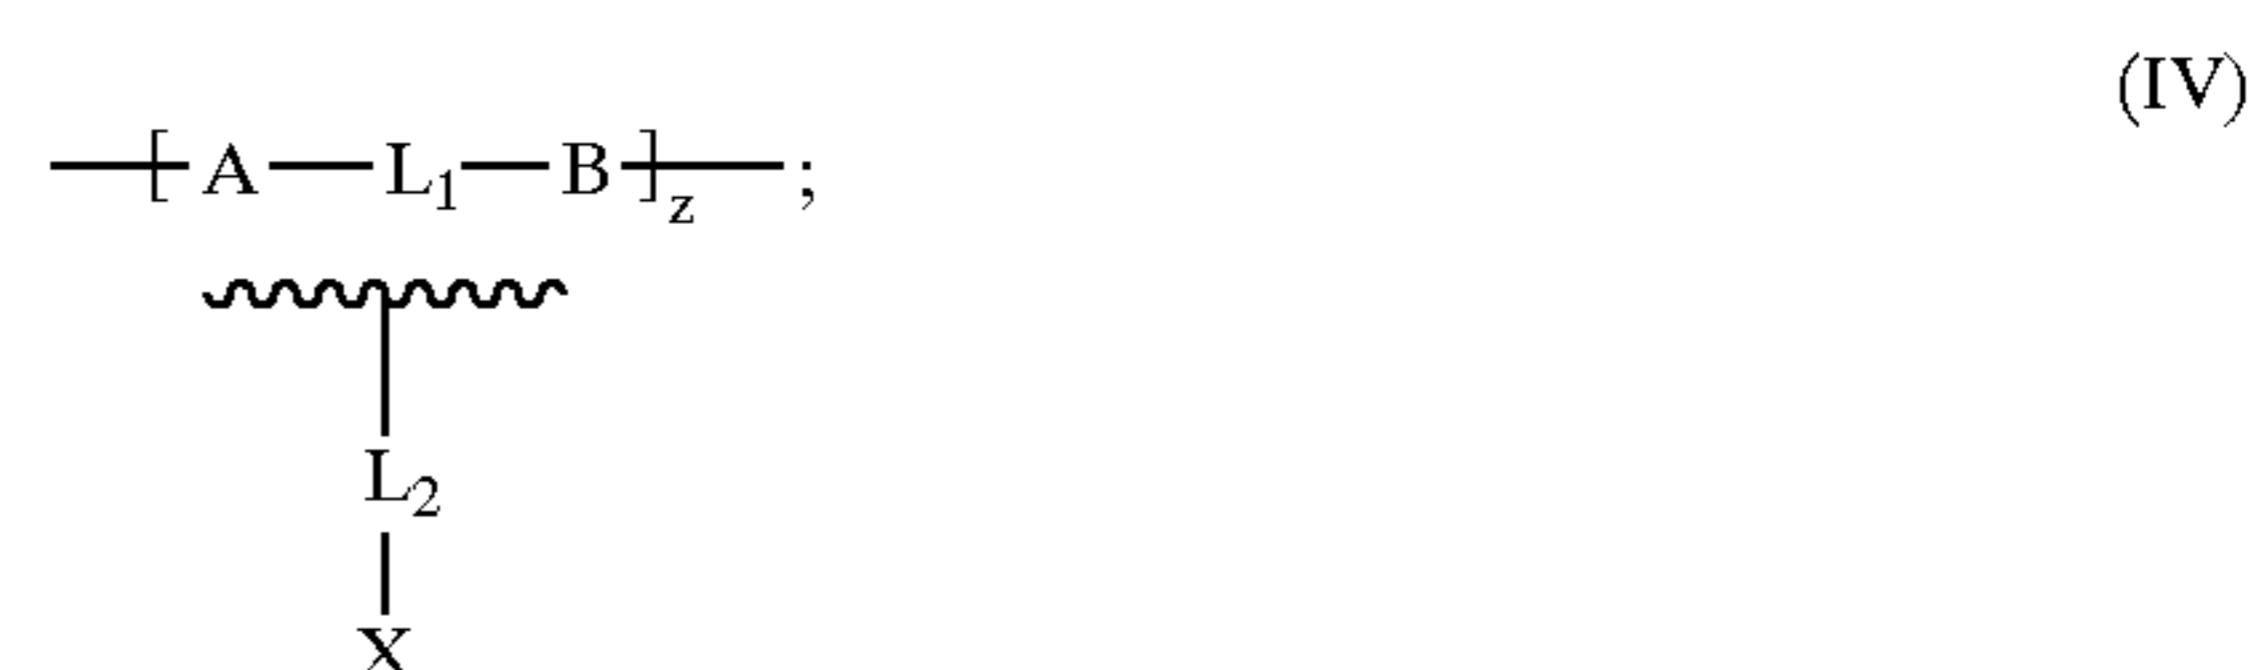 (IV)
[ A L₁ B ]z ;
L₂
X